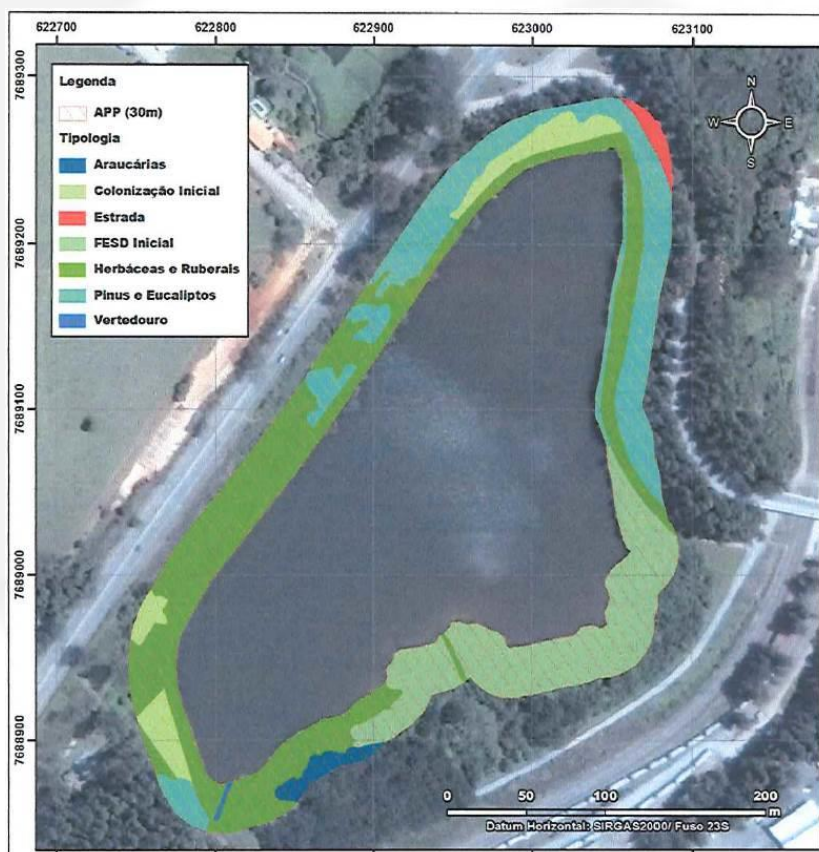 622700 622800 622900 623000 623100
7689300
7689200
7689100
7689000
7688900
Legenda
APP (30m)
Tipologia
Araucárias
Colonização Inicial
Estrada
FESD Inicial
Herbáceas e Ruberais
Pinus e Eucaliptos
Vertedouro
N
W E
S
0 50 100 200
m
Datum Horizontal: SIRGAS2000/ Fuso 23S